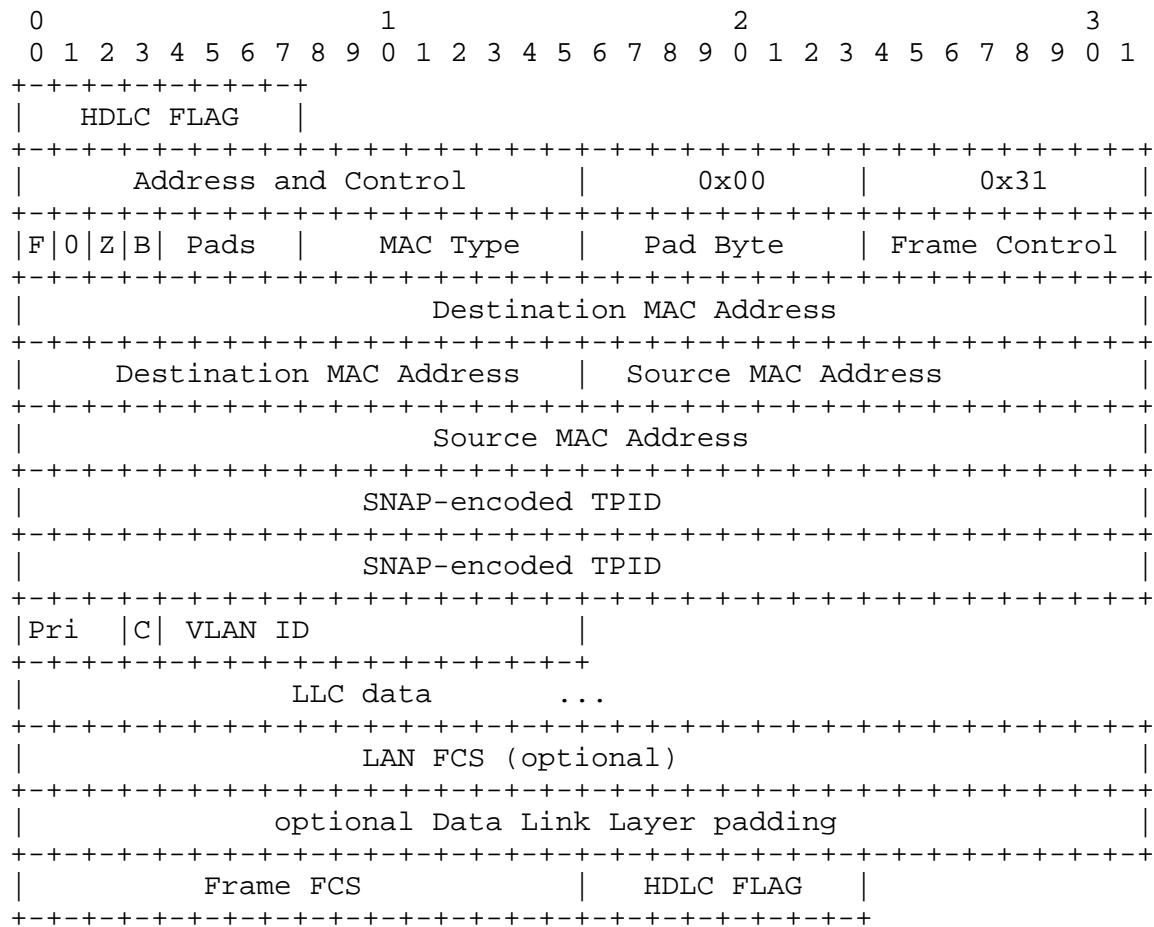 0                   1                   2                   3
 0 1 2 3 4 5 6 7 8 9 0 1 2 3 4 5 6 7 8 9 0 1 2 3 4 5 6 7 8 9 0 1
+-+-+-+-+-+-+-+-+
|   HDLC FLAG   |
+-+-+-+-+-+-+-+-+-+-+-+-+-+-+-+-+-+-+-+-+-+-+-+-+-+-+-+-+-+-+-+-+
|      Address and Control      |      0x00     |      0x31     |
+-+-+-+-+-+-+-+-+-+-+-+-+-+-+-+-+-+-+-+-+-+-+-+-+-+-+-+-+-+-+-+-+
|F|0|Z|B| Pads  |    MAC Type   |   Pad Byte    | Frame Control |
+-+-+-+-+-+-+-+-+-+-+-+-+-+-+-+-+-+-+-+-+-+-+-+-+-+-+-+-+-+-+-+-+
|                       Destination MAC Address                 |
+-+-+-+-+-+-+-+-+-+-+-+-+-+-+-+-+-+-+-+-+-+-+-+-+-+-+-+-+-+-+-+-+
|     Destination MAC Address   |  Source MAC Address           |
+-+-+-+-+-+-+-+-+-+-+-+-+-+-+-+-+-+-+-+-+-+-+-+-+-+-+-+-+-+-+-+-+
|                       Source MAC Address                      |
+-+-+-+-+-+-+-+-+-+-+-+-+-+-+-+-+-+-+-+-+-+-+-+-+-+-+-+-+-+-+-+-+
|                   SNAP-encoded TPID                           |
+-+-+-+-+-+-+-+-+-+-+-+-+-+-+-+-+-+-+-+-+-+-+-+-+-+-+-+-+-+-+-+-+
|                   SNAP-encoded TPID                           |
+-+-+-+-+-+-+-+-+-+-+-+-+-+-+-+-+-+-+-+-+-+-+-+-+-+-+-+-+-+-+-+-+
|Pri  |C| VLAN ID               |
+-+-+-+-+-+-+-+-+-+-+-+-+-+-+-+-+
|               LLC data       ...
+-+-+-+-+-+-+-+-+-+-+-+-+-+-+-+-+-+-+-+-+-+-+-+-+-+-+-+-+-+-+-+-+
|                   LAN FCS (optional)                          |
+-+-+-+-+-+-+-+-+-+-+-+-+-+-+-+-+-+-+-+-+-+-+-+-+-+-+-+-+-+-+-+-+
|              optional Data Link Layer padding                 |
+-+-+-+-+-+-+-+-+-+-+-+-+-+-+-+-+-+-+-+-+-+-+-+-+-+-+-+-+-+-+-+-+
|          Frame FCS            |   HDLC FLAG   |
+-+-+-+-+-+-+-+-+-+-+-+-+-+-+-+-+-+-+-+-+-+-+-+-+